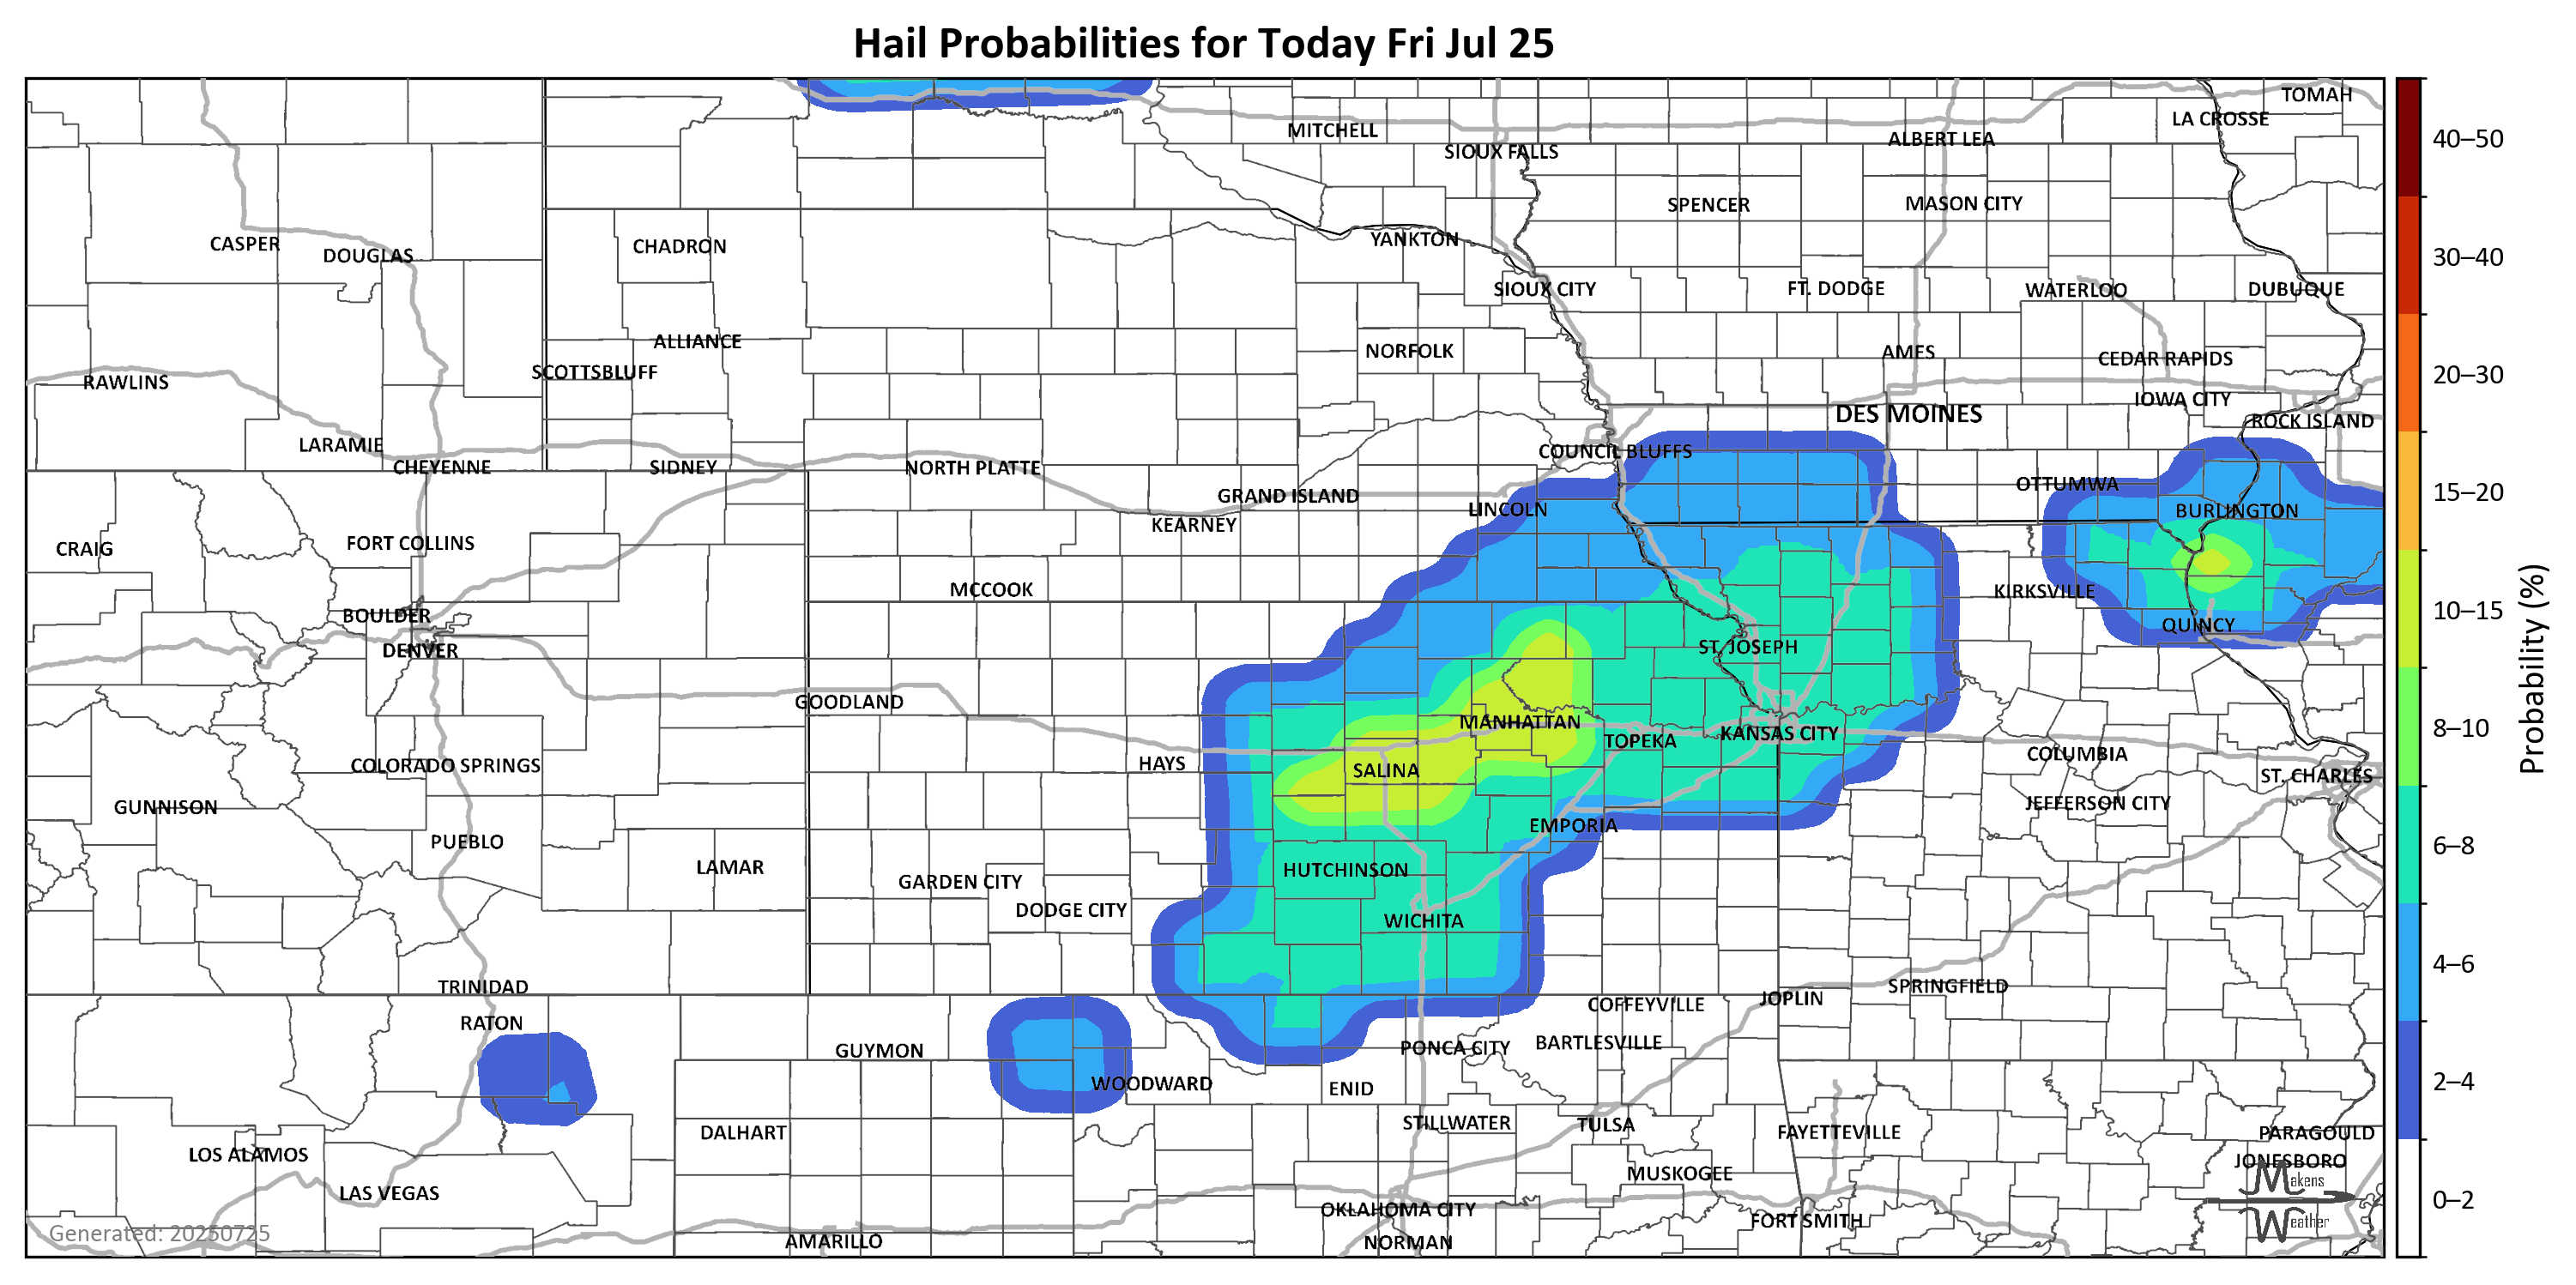 Hail Probabilities for Today Fri Jul 25
TOMAH
LA CROSSE
MITCHELL
ALBERT LEA
SIOUX FALLS
SPENCER
MASON CITY
CASPER
DOUGLAS
CHADRON
YANKTON
SIOUX CITY
FT. DODGE
WATERLOO
DUBUQUE
ALLIANCE
NORFOLK
AMES
CEDAR RAPIDS
SCOTTSBLUFF
RAWLINS
IOWA CITY
DES MOINES
ROCK ISLAND
LARAMIE
COUNCIL BLUFFS
CHEYENNE
SIDNEY
NORTH PLATTE
OTTUMWA
GRAND ISLAND
LINCOLN
BURLINGTON
KEARNEY
CRAIG
FORT COLLINS
MCCOOK
KIRKSVILLE
BOULDER
QUINCY
DENVER
ST. JOSEPH
GOODLAND
MANHATTAN
KANSAS CITY
TOPEKA
COLUMBIA
HAYS
COLORADO SPRINGS
SALINA
ST. CHARLES
GUNNISON
JEFFERSON CITY
EMPORIA
PUEBLO
LAMAR
HUTCHINSON
GARDEN CITY
DODGE CITY
WICHITA
TRINIDAD
SPRINGFIELD
JOPLIN
COFFEYVILLE
RATON
BARTLESVILLE
PONCA CITY
GUYMON
WOODWARD
ENID
STILLWATER
TULSA
DALHART
FAYETTEVILLE
PARAGOULD
LOS ALAMOS
JONESBORO
MUSKOGEE
LAS VEGAS
OKLAHOMA CITY
FORT SMITH
AMARILLO
NORMAN
Generated: 20250725
Makens
Weather
40–50
30–40
20–30
15–20
10–15
8–10
6–8
4–6
2–4
0–2
Probability (%)